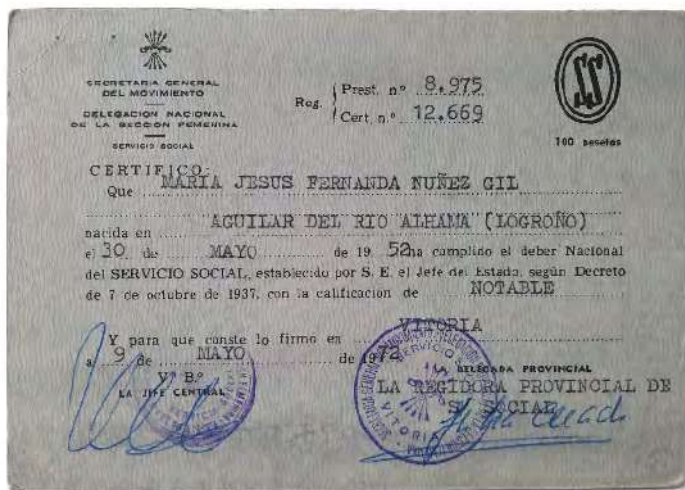 SECRETARIA GENERAL
DEL MOVIMIENTO
DELEGACION NACIONAL
DE LA SECCION FEMENINA
SERVICIO SOCIAL
Reg. Prest. nº 8.975
Cert. n.º 12.669
SS
100 pesetas
CERTIFICO:
Que MARIA JESUS FERNANDA NUÑEZ GIL
nacida en AGUILAR DEL RIO ALHAMA (LOGROÑO)
el 30 de MAYO de 19 52 ha cumplido el deber Nacional
del SERVICIO SOCIAL, establecido por S. E. el Jefe del Estado, según Decreto
de 7 de octubre de 1937, con la calificación de NOTABLE
Y para que conste lo firmo en VITORIA
a 9 de MAYO de 1972
Vº B.º
LA JEFE CENTRAL
LA DELEGADA PROVINCIAL
LA REGIDORA PROVINCIAL DE
S. SOCIAL
SERVICIO
VITORIA